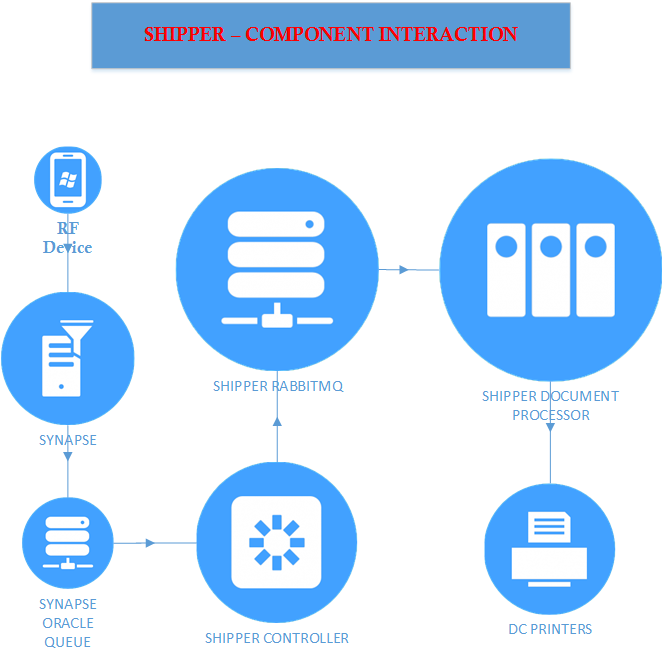 SHIPPER – COMPONENT INTERACTION
RF
Device
SYNAPSE
SYNAPSE
ORACLE
QUEUE
SHIPPER CONTROLLER
SHIPPER RABBITMQ
SHIPPER DOCUMENT
PROCESSOR
DC PRINTERS